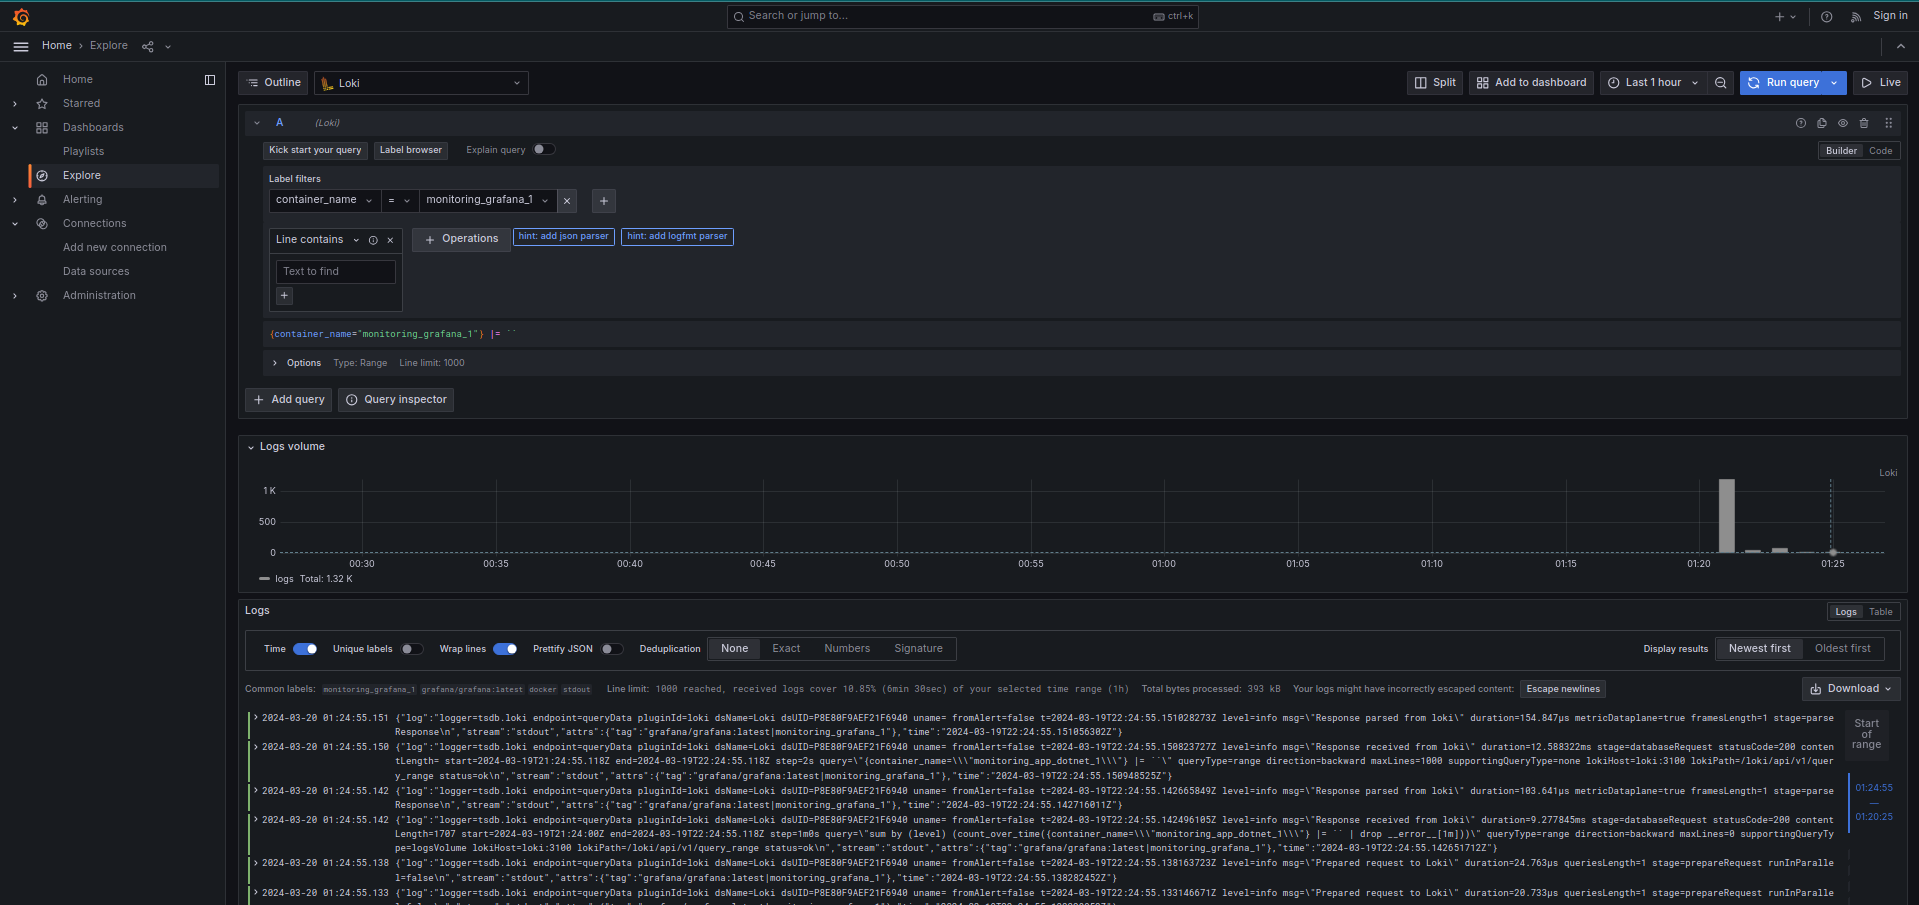 Search or jump to...
ctrl+k
Sign in
Home › Explore
Home
Starred
Dashboards
Playlists
Explore
Alerting
Connections
Add new connection
Data sources
Administration
Outline
Loki
Split
Add to dashboard
Last 1 hour
Run query
Live
A (Loki)
Kick start your query
Label browser
Explain query
Builder
Code
Label filters
container_name = monitoring_grafana_1
Line contains
Operations
hint: add json parser
hint: add logfmt parser
Text to find
{container_name="monitoring_grafana_1"} |= ``
Options Type: Range Line limit: 1000
Add query
Query inspector
Logs volume
Loki
1 K
500
0
00:30 00:35 00:40 00:45 00:50 00:55 01:00 01:05 01:10 01:15 01:20 01:25
logs Total: 1.32 K
Logs
Logs Table
Time Unique labels Wrap lines Prettify JSON Deduplication None Exact Numbers Signature
Display results Newest first Oldest first
Common labels: monitoring_grafana_1 grafana/grafana:latest docker stdout Line limit: 1000 reached, received logs cover 10.85% (6min 30sec) of your selected time range (1h) Total bytes processed: 393 kB Your logs might have incorrectly escaped content: Escape newlines
Download
2024-03-20 01:24:55.151 {"log":"logger=tsdb.loki endpoint=queryData pluginId=loki dsName=Loki dsUID=P8E80F9AEF21F6940 uname= fromAlert=false t=2024-03-19T22:24:55.151028273Z level=info msg=\"Response parsed from loki\" duration=154.847µs metricDataplane=true framesLength=1 stage=parse
Response\n","stream":"stdout","attrs":{"tag":"grafana/grafana:latest|monitoring_grafana_1"},"time":"2024-03-19T22:24:55.151056302Z"}
2024-03-20 01:24:55.150 {"log":"logger=tsdb.loki endpoint=queryData pluginId=loki dsName=Loki dsUID=P8E80F9AEF21F6940 uname= fromAlert=false t=2024-03-19T22:24:55.150823727Z level=info msg=\"Response received from loki\" duration=12.588322ms stage=databaseRequest statusCode=200 conten
tLength= start=2024-03-19T21:24:55.118Z end=2024-03-19T22:24:55.118Z step=2s query=\"{container_name=\\\"monitoring_app_dotnet_1\\\"} |= ``\" queryType=range direction=backward maxLines=1000 supportingQueryType=none lokiHost=loki:3100 lokiPath=/loki/api/v1/quer
y_range status=ok\n","stream":"stdout","attrs":{"tag":"grafana/grafana:latest|monitoring_grafana_1"},"time":"2024-03-19T22:24:55.150948525Z"}
2024-03-20 01:24:55.142 {"log":"logger=tsdb.loki endpoint=queryData pluginId=loki dsName=Loki dsUID=P8E80F9AEF21F6940 uname= fromAlert=false t=2024-03-19T22:24:55.142665849Z level=info msg=\"Response parsed from loki\" duration=103.641µs metricDataplane=true framesLength=1 stage=parse
Response\n","stream":"stdout","attrs":{"tag":"grafana/grafana:latest|monitoring_grafana_1"},"time":"2024-03-19T22:24:55.142716011Z"}
2024-03-20 01:24:55.142 {"log":"logger=tsdb.loki endpoint=queryData pluginId=loki dsName=Loki dsUID=P8E80F9AEF21F6940 uname= fromAlert=false t=2024-03-19T22:24:55.142496105Z level=info msg=\"Response received from loki\" duration=9.277845ms stage=databaseRequest statusCode=200 conten
tLength=1707 start=2024-03-19T21:24:00Z end=2024-03-19T22:24:55.118Z step=1m0s query=\"sum by (level) (count_over_time({container_name=\\\"monitoring_app_dotnet_1\\\"} |= `` | drop __error__[1m]))\" queryType=range direction=backward maxLines=0 supportingQueryTy
pe=logsVolume lokiHost=loki:3100 lokiPath=/loki/api/v1/query_range status=ok\n","stream":"stdout","attrs":{"tag":"grafana/grafana:latest|monitoring_grafana_1"},"time":"2024-03-19T22:24:55.142651712Z"}
2024-03-20 01:24:55.138 {"log":"logger=tsdb.loki endpoint=queryData pluginId=loki dsName=Loki dsUID=P8E80F9AEF21F6940 uname= fromAlert=false t=2024-03-19T22:24:55.138163723Z level=info msg=\"Prepared request to Loki\" duration=24.763µs queriesLength=1 stage=prepareRequest runInParalle
l=false\n","stream":"stdout","attrs":{"tag":"grafana/grafana:latest|monitoring_grafana_1"},"time":"2024-03-19T22:24:55.138282452Z"}
2024-03-20 01:24:55.133 {"log":"logger=tsdb.loki endpoint=queryData pluginId=loki dsName=Loki dsUID=P8E80F9AEF21F6940 uname= fromAlert=false t=2024-03-19T22:24:55.133146671Z level=info msg=\"Prepared request to Loki\" duration=20.733µs queriesLength=1 stage=prepareRequest runInParalle
Start
of
range
01:24:55
—
01:20:25